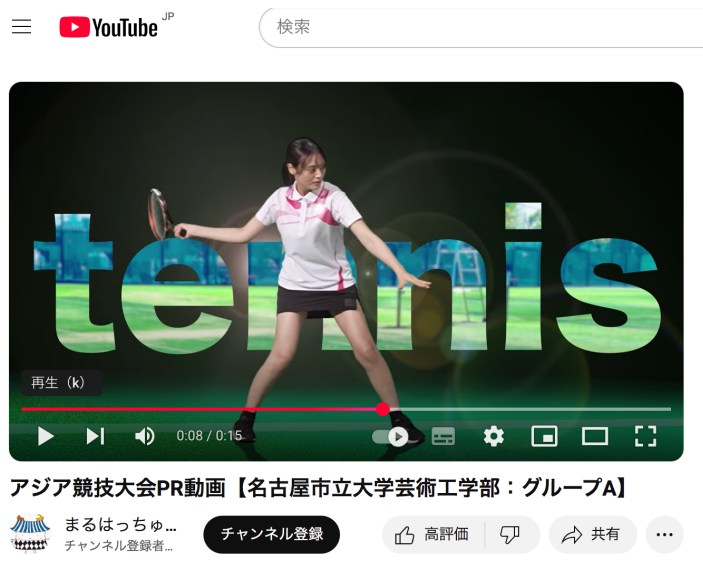 YouTube JP
検索
tennis
再生（k）
0:08 / 0:15
アジア競技大会PR動画【名古屋市立大学芸術工学部：グループA】
まるはっちゅ...
チャンネル登録者...
チャンネル登録
高評価
共有